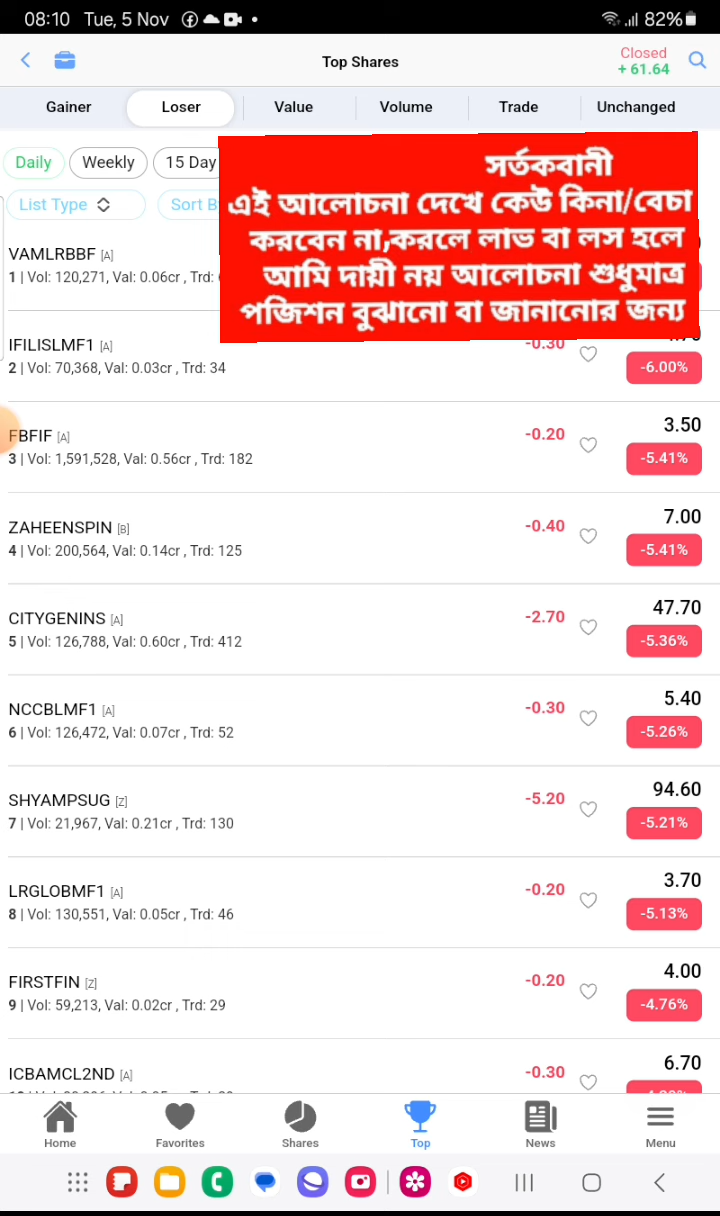 08:10 Tue, 5 Nov
82%
Top Shares
Closed
+ 61.64
Gainer Loser Value Volume Trade Unchanged
Daily Weekly 15 Day
List Type Sort B
সর্তকবানী
এই আলোচনা দেখে কেউ কিনা/বেচা
করবেন না,করলে লাভ বা লস হলে
আমি দায়ী নয় আলোচনা শুধুমাত্র
পজিশন বুঝানো বা জানানোর জন্য
VAMLRBBF [A]
1 | Vol: 120,271, Val: 0.06cr , Trd:
IFILISLMF1 [A] -0.30
2 | Vol: 70,368, Val: 0.03cr , Trd: 34 -6.00%
FBFIF [A] -0.20 3.50
3 | Vol: 1,591,528, Val: 0.56cr , Trd: 182 -5.41%
ZAHEENSPIN [B] -0.40 7.00
4 | Vol: 200,564, Val: 0.14cr , Trd: 125 -5.41%
CITYGENINS [A] -2.70 47.70
5 | Vol: 126,788, Val: 0.60cr , Trd: 412 -5.36%
NCCBLMF1 [A] -0.30 5.40
6 | Vol: 126,472, Val: 0.07cr , Trd: 52 -5.26%
SHYAMPSUG [Z] -5.20 94.60
7 | Vol: 21,967, Val: 0.21cr , Trd: 130 -5.21%
LRGLOBMF1 [A] -0.20 3.70
8 | Vol: 130,551, Val: 0.05cr , Trd: 46 -5.13%
FIRSTFIN [Z] -0.20 4.00
9 | Vol: 59,213, Val: 0.02cr , Trd: 29 -4.76%
ICBAMCL2ND [A] -0.30 6.70
Home Favorites Shares Top News Menu